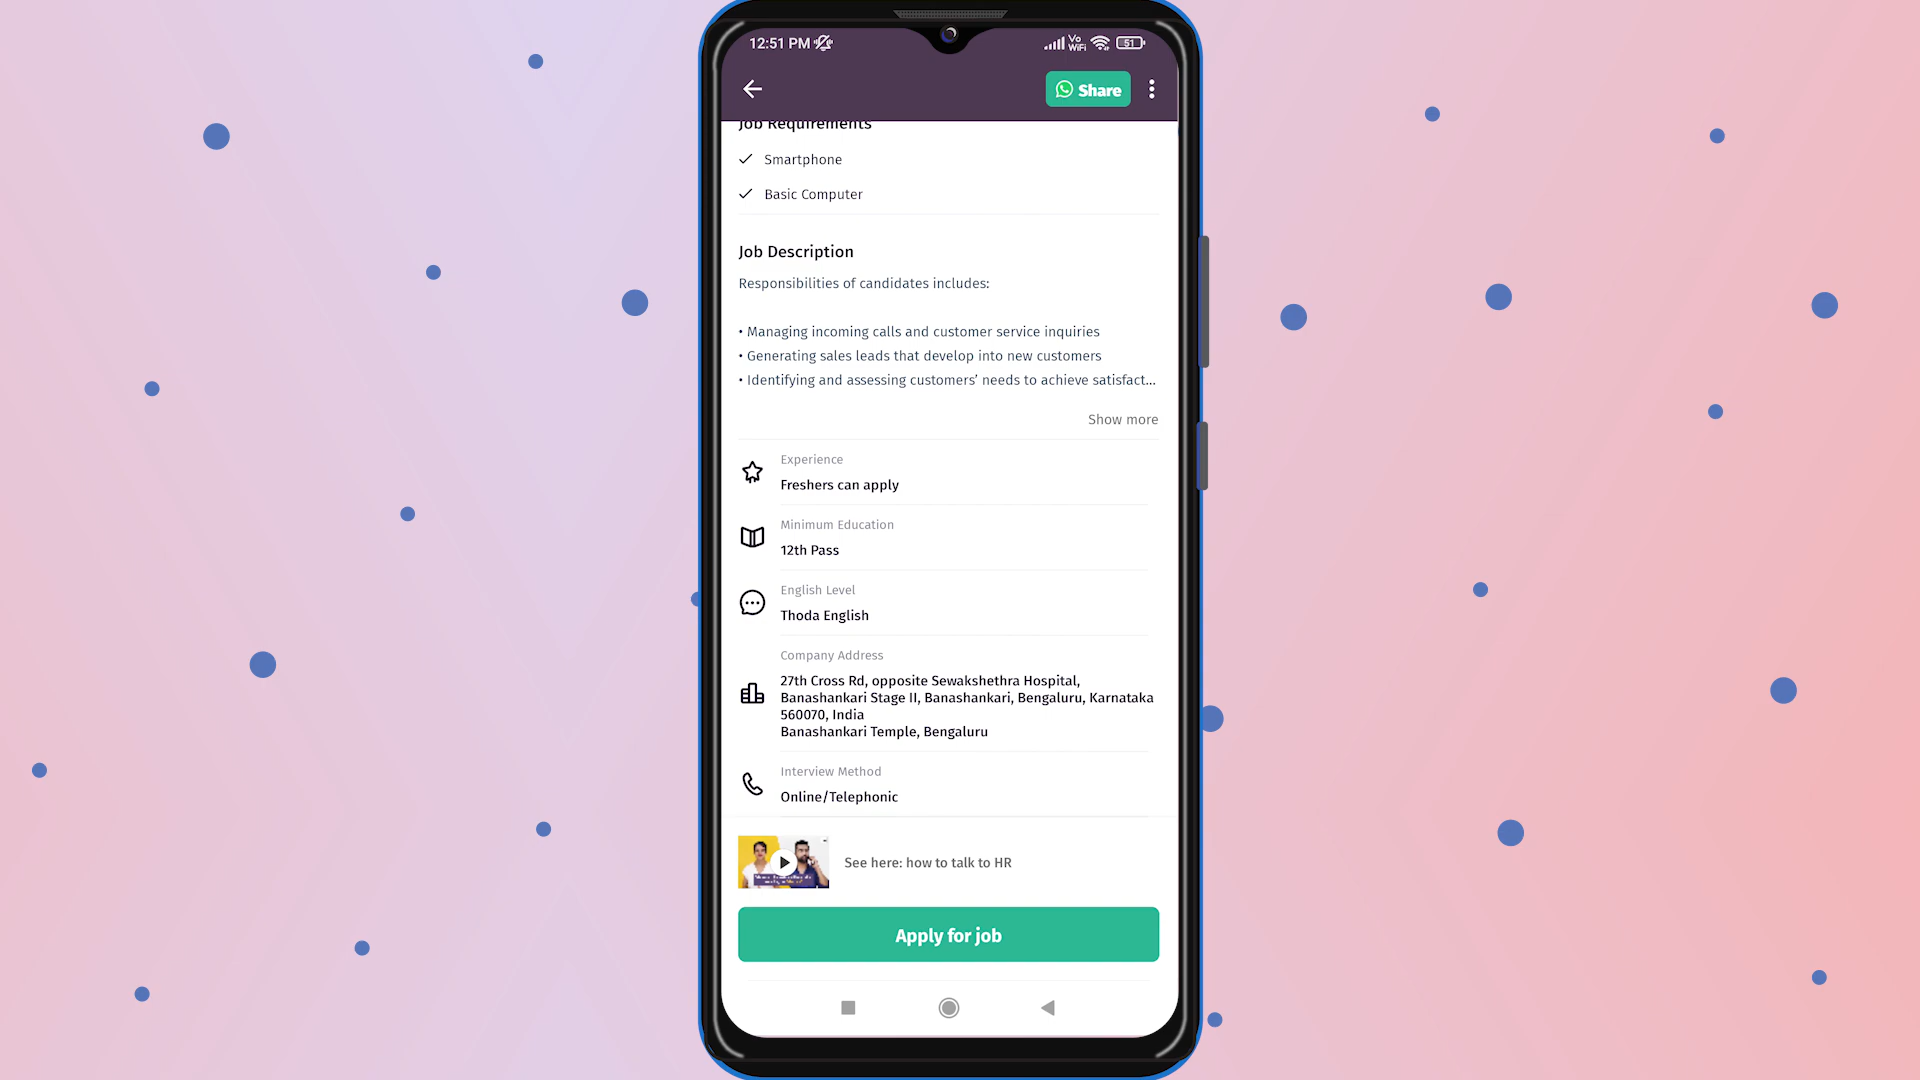 12:51 PM
Vo
WiFi
51
Share
Job Requirements
Smartphone
Basic Computer
Job Description
Responsibilities of candidates includes:
• Managing incoming calls and customer service inquiries
• Generating sales leads that develop into new customers
• Identifying and assessing customers’ needs to achieve satisfact...
Show more
Experience
Freshers can apply
Minimum Education
12th Pass
English Level
Thoda English
Company Address
27th Cross Rd, opposite Sewakshethra Hospital,
Banashankari Stage II, Banashankari, Bengaluru, Karnataka
560070, India
Banashankari Temple, Bengaluru
Interview Method
Online/Telephonic
See here: how to talk to HR
Apply for job